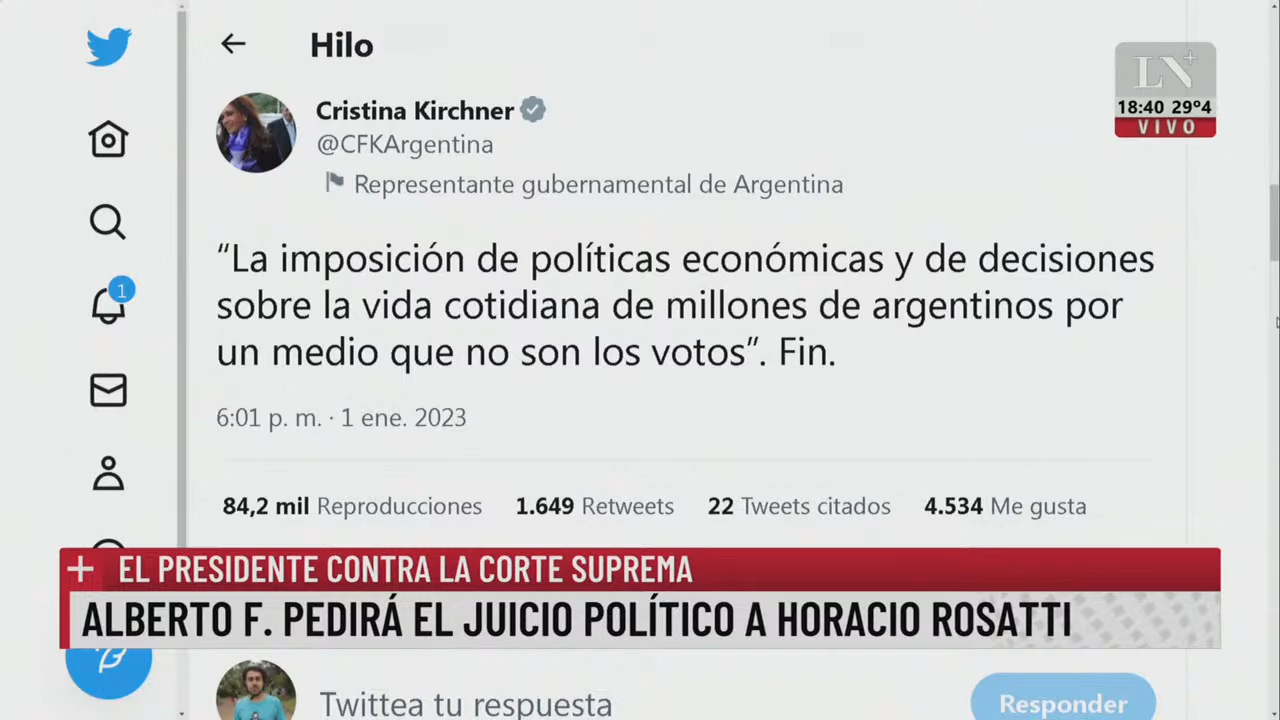 Hilo
LN+
18:40 29°4
VIVO
Cristina Kirchner
@CFKArgentina
Representante gubernamental de Argentina
“La imposición de políticas económicas y de decisiones
sobre la vida cotidiana de millones de argentinos por
un medio que no son los votos”. Fin.
1
6:01 p. m. · 1 ene. 2023
84,2 mil Reproducciones 1.649 Retweets 22 Tweets citados 4.534 Me gusta
+ EL PRESIDENTE CONTRA LA CORTE SUPREMA
ALBERTO F. PEDIRÁ EL JUICIO POLÍTICO A HORACIO ROSATTI
Twittea tu respuesta
Responder